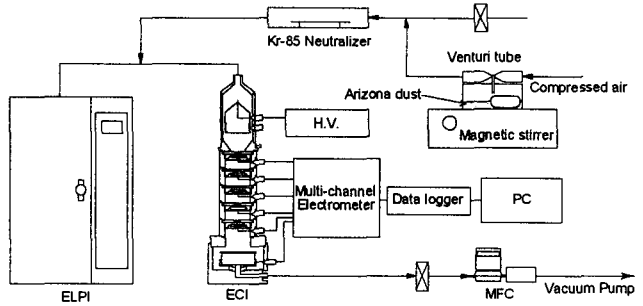 Kr-85 Neutralizer
Venturi tube
Compressed air
Arizona dust
Magnetic stirrer
H.V.
Multi-channel
Electrometer
Data logger
PC
ELPI
ECI
MFC
Vacuum Pump